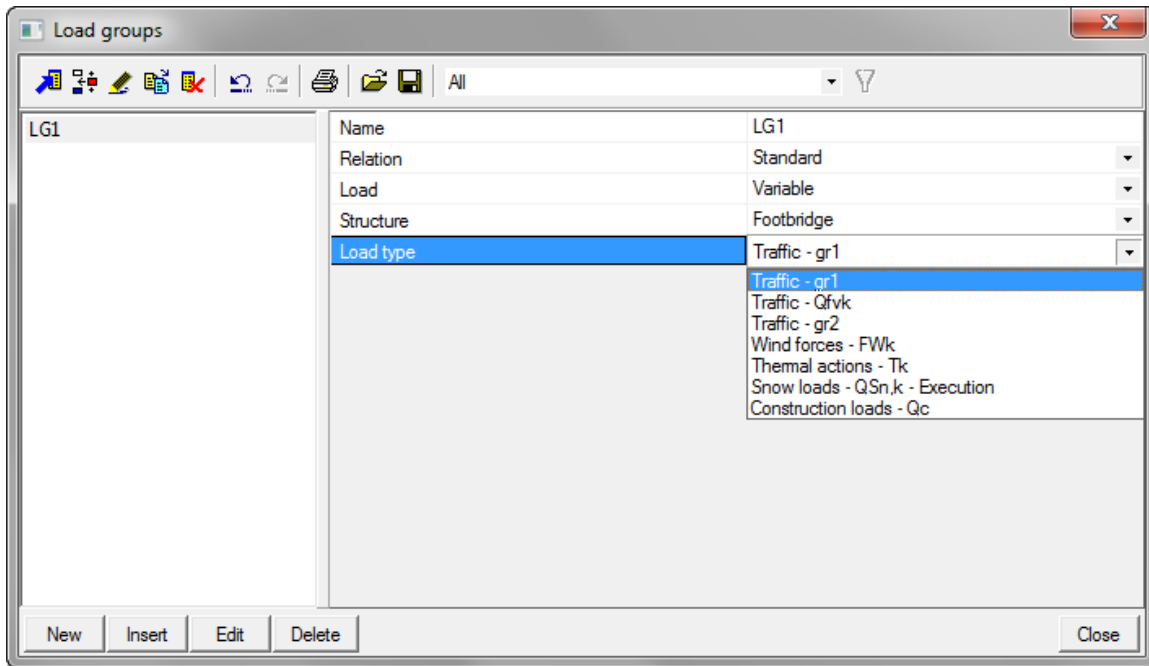 Load groups
All
LG1
Name LG1
Relation Standard
Load Variable
Structure Footbridge
Load type Traffic - gr1
Traffic - gr1
Traffic - Qfvk
Traffic - gr2
Wind forces - FWk
Thermal actions - Tk
Snow loads - QSn,k - Execution
Construction loads - Qc
New Insert Edit Delete Close